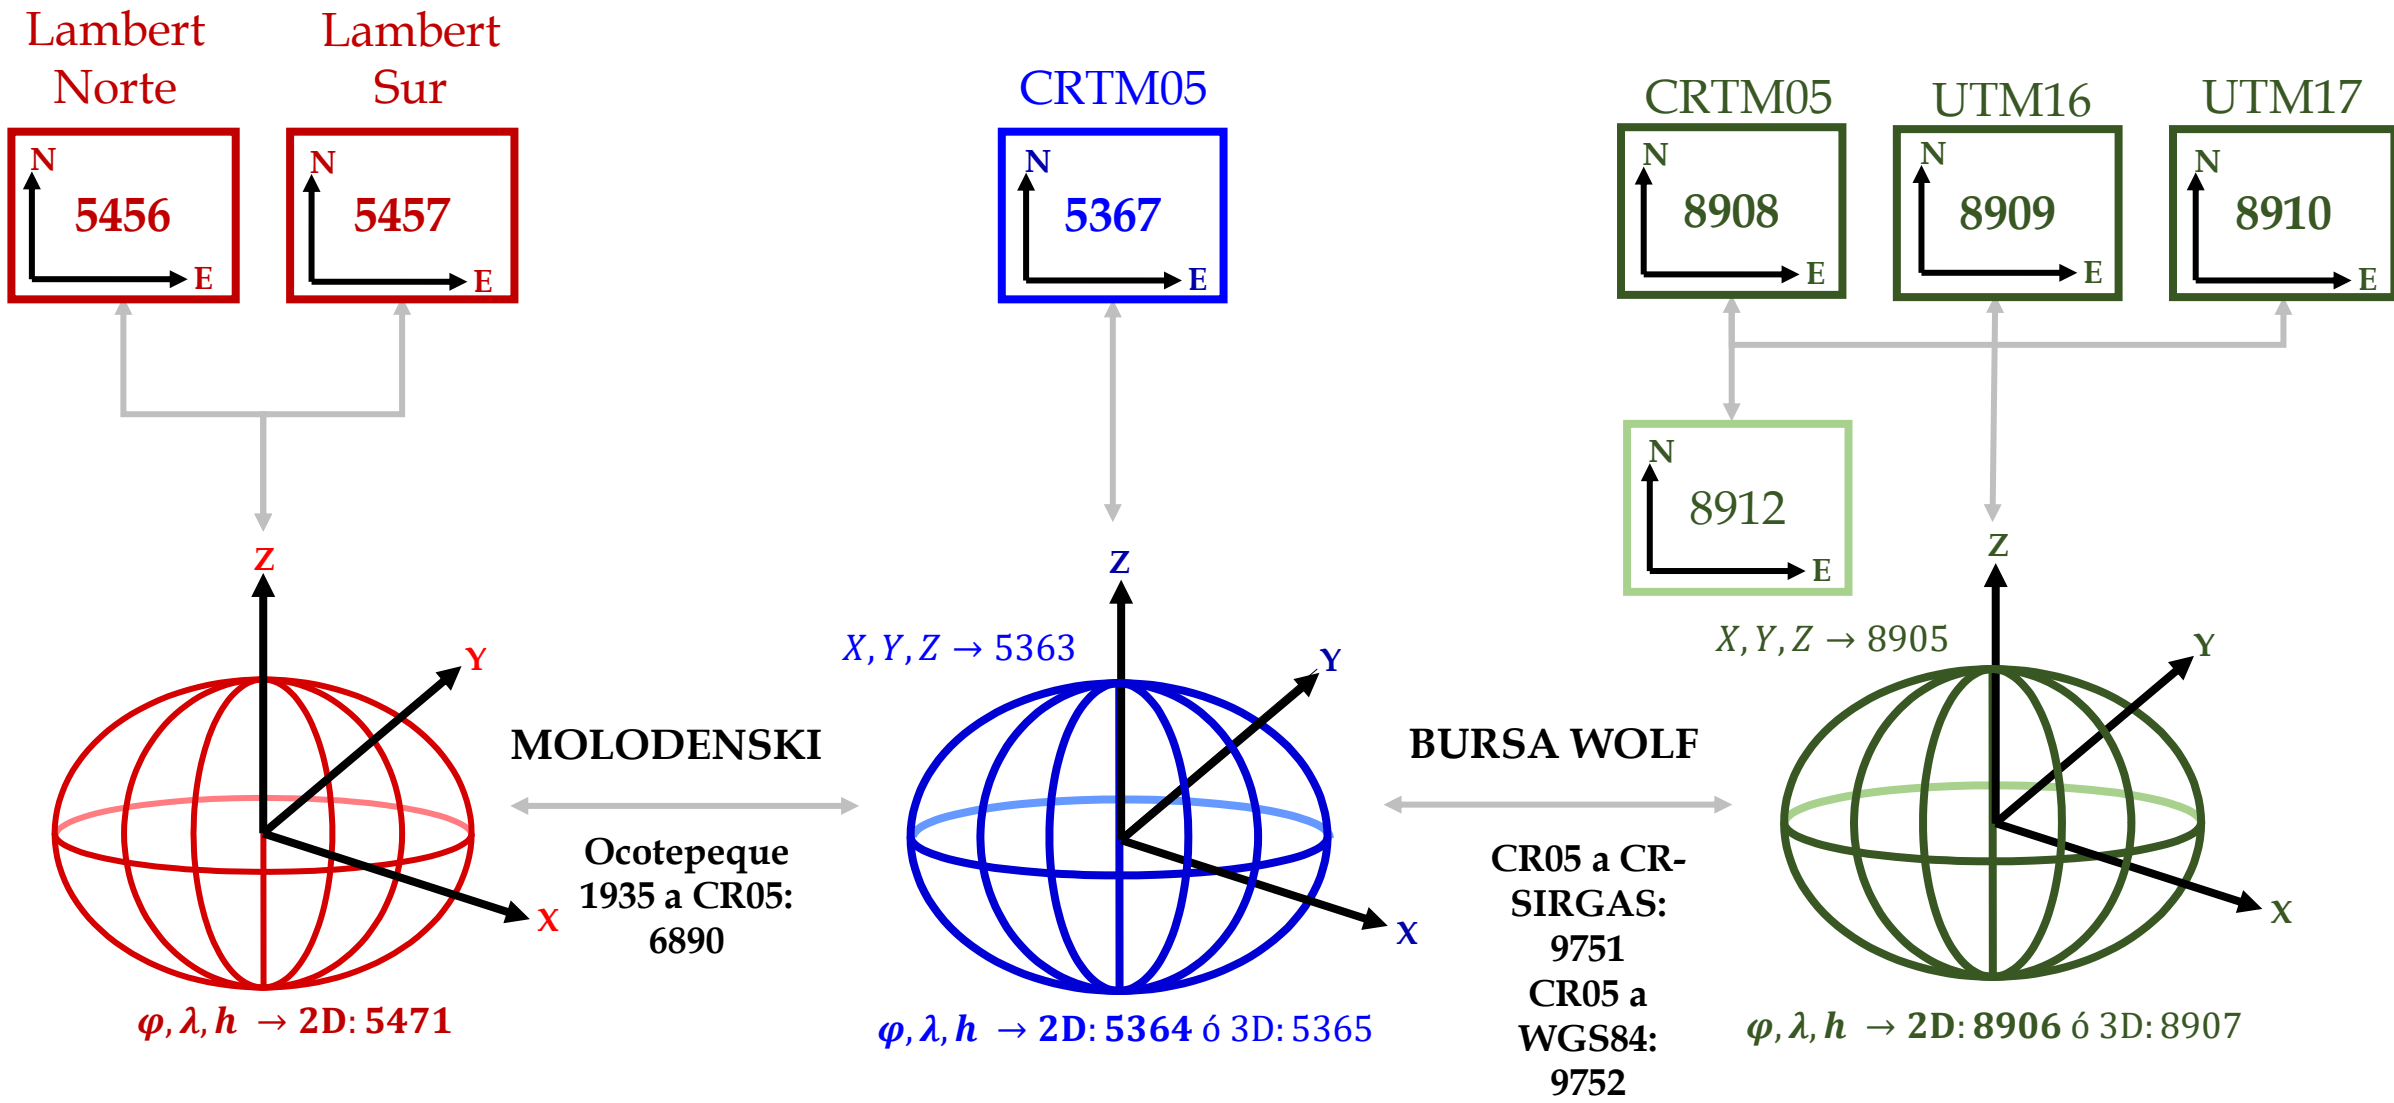 Lambert
Norte
N
5456
E
Lambert
Sur
N
5457
E
CRTM05
N
5367
E
CRTM05
N
8908
E
UTM16
N
8909
E
UTM17
N
8910
E
N
8912
E
Z
Y
X
φ, λ, h → 2D: 5471
MOLODENSKI
Ocotepeque
1935 a CR05:
6890
X, Y, Z → 5363
Z
Y
X
φ, λ, h → 2D: 5364 ó 3D: 5365
BURSA WOLF
CR05 a CR-
SIRGAS:
9751
CR05 a
WGS84:
9752
X, Y, Z → 8905
Z
Y
X
φ, λ, h → 2D: 8906 ó 3D: 8907